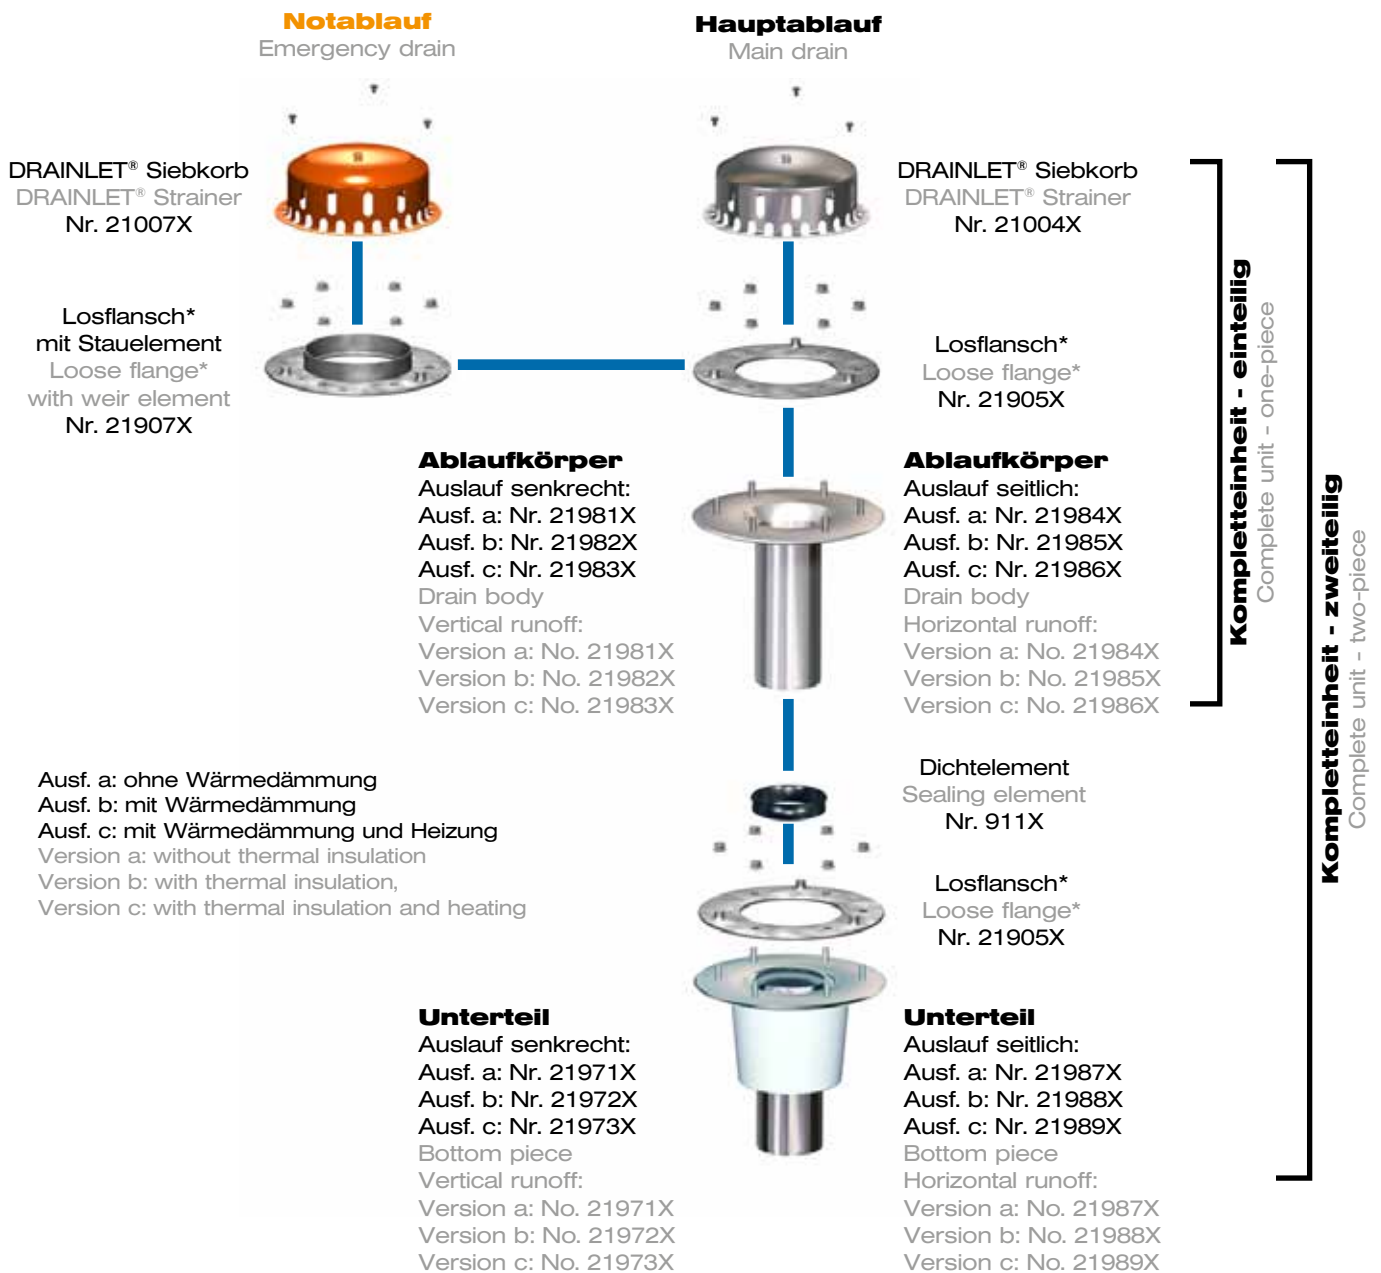 Notablauf
Emergency drain
Hauptablauf
Main drain
DRAINLET® Siebkorb
DRAINLET® Strainer
Nr. 21007X
DRAINLET® Siebkorb
DRAINLET® Strainer
Nr. 21004X
Losflansch*
mit Stauelement
Loose flange*
with weir element
Nr. 21907X
Losflansch*
Loose flange*
Nr. 21905X
Ablaufkörper
Auslauf senkrecht:
Ausf. a: Nr. 21981X
Ausf. b: Nr. 21982X
Ausf. c: Nr. 21983X
Drain body
Vertical runoff:
Version a: No. 21981X
Version b: No. 21982X
Version c: No. 21983X
Ablaufkörper
Auslauf seitlich:
Ausf. a: Nr. 21984X
Ausf. b: Nr. 21985X
Ausf. c: Nr. 21986X
Drain body
Horizontal runoff:
Version a: No. 21984X
Version b: No. 21985X
Version c: No. 21986X
Kompletteinheit - einteilig
Complete unit - one-piece
Kompletteinheit - zweiteilig
Complete unit - two-piece
Ausf. a: ohne Wärmedämmung
Ausf. b: mit Wärmedämmung
Ausf. c: mit Wärmedämmung und Heizung
Version a: without thermal insulation
Version b: with thermal insulation,
Version c: with thermal insulation and heating
Dichtelement
Sealing element
Nr. 911X
Losflansch*
Loose flange*
Nr. 21905X
Unterteil
Auslauf senkrecht:
Ausf. a: Nr. 21971X
Ausf. b: Nr. 21972X
Ausf. c: Nr. 21973X
Bottom piece
Vertical runoff:
Version a: No. 21971X
Version b: No. 21972X
Version c: No. 21973X
Unterteil
Auslauf seitlich:
Ausf. a: Nr. 21987X
Ausf. b: Nr. 21988X
Ausf. c: Nr. 21989X
Bottom piece
Horizontal runoff:
Version a: No. 21987X
Version b: No. 21988X
Version c: No. 21989X